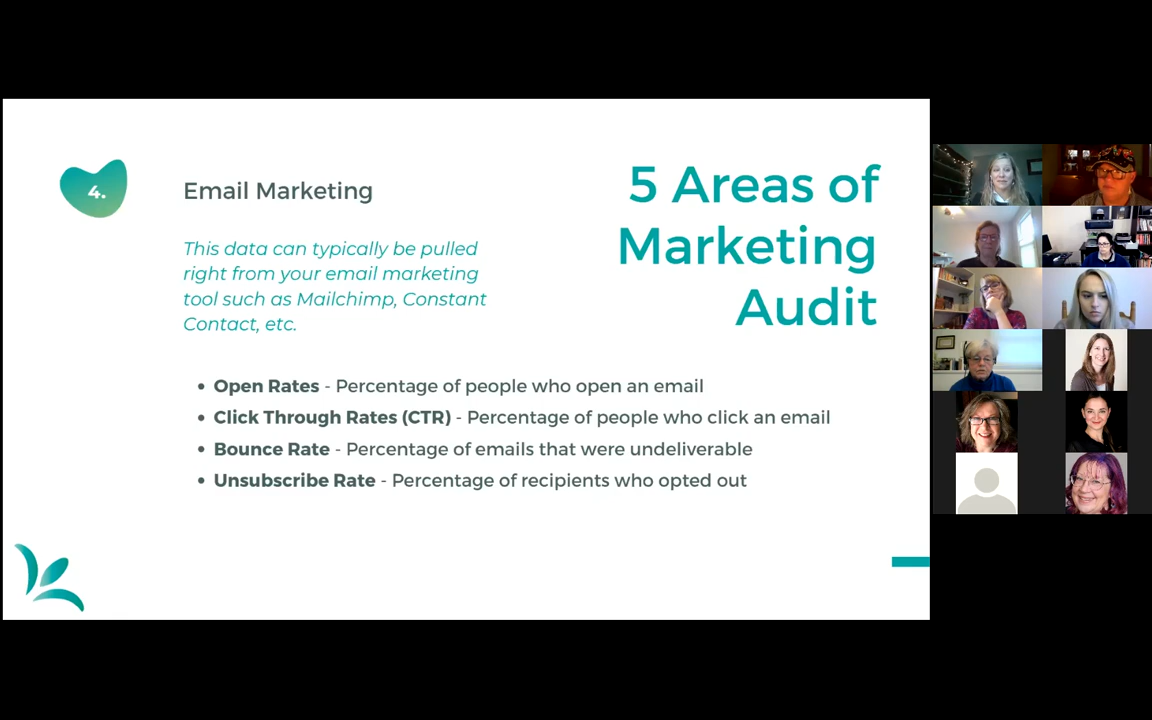 4.
Email Marketing
This data can typically be pulled
right from your email marketing
tool such as Mailchimp, Constant
Contact, etc.
5 Areas of
Marketing
Audit
• Open Rates - Percentage of people who open an email
• Click Through Rates (CTR) - Percentage of people who click an email
• Bounce Rate - Percentage of emails that were undeliverable
• Unsubscribe Rate - Percentage of recipients who opted out